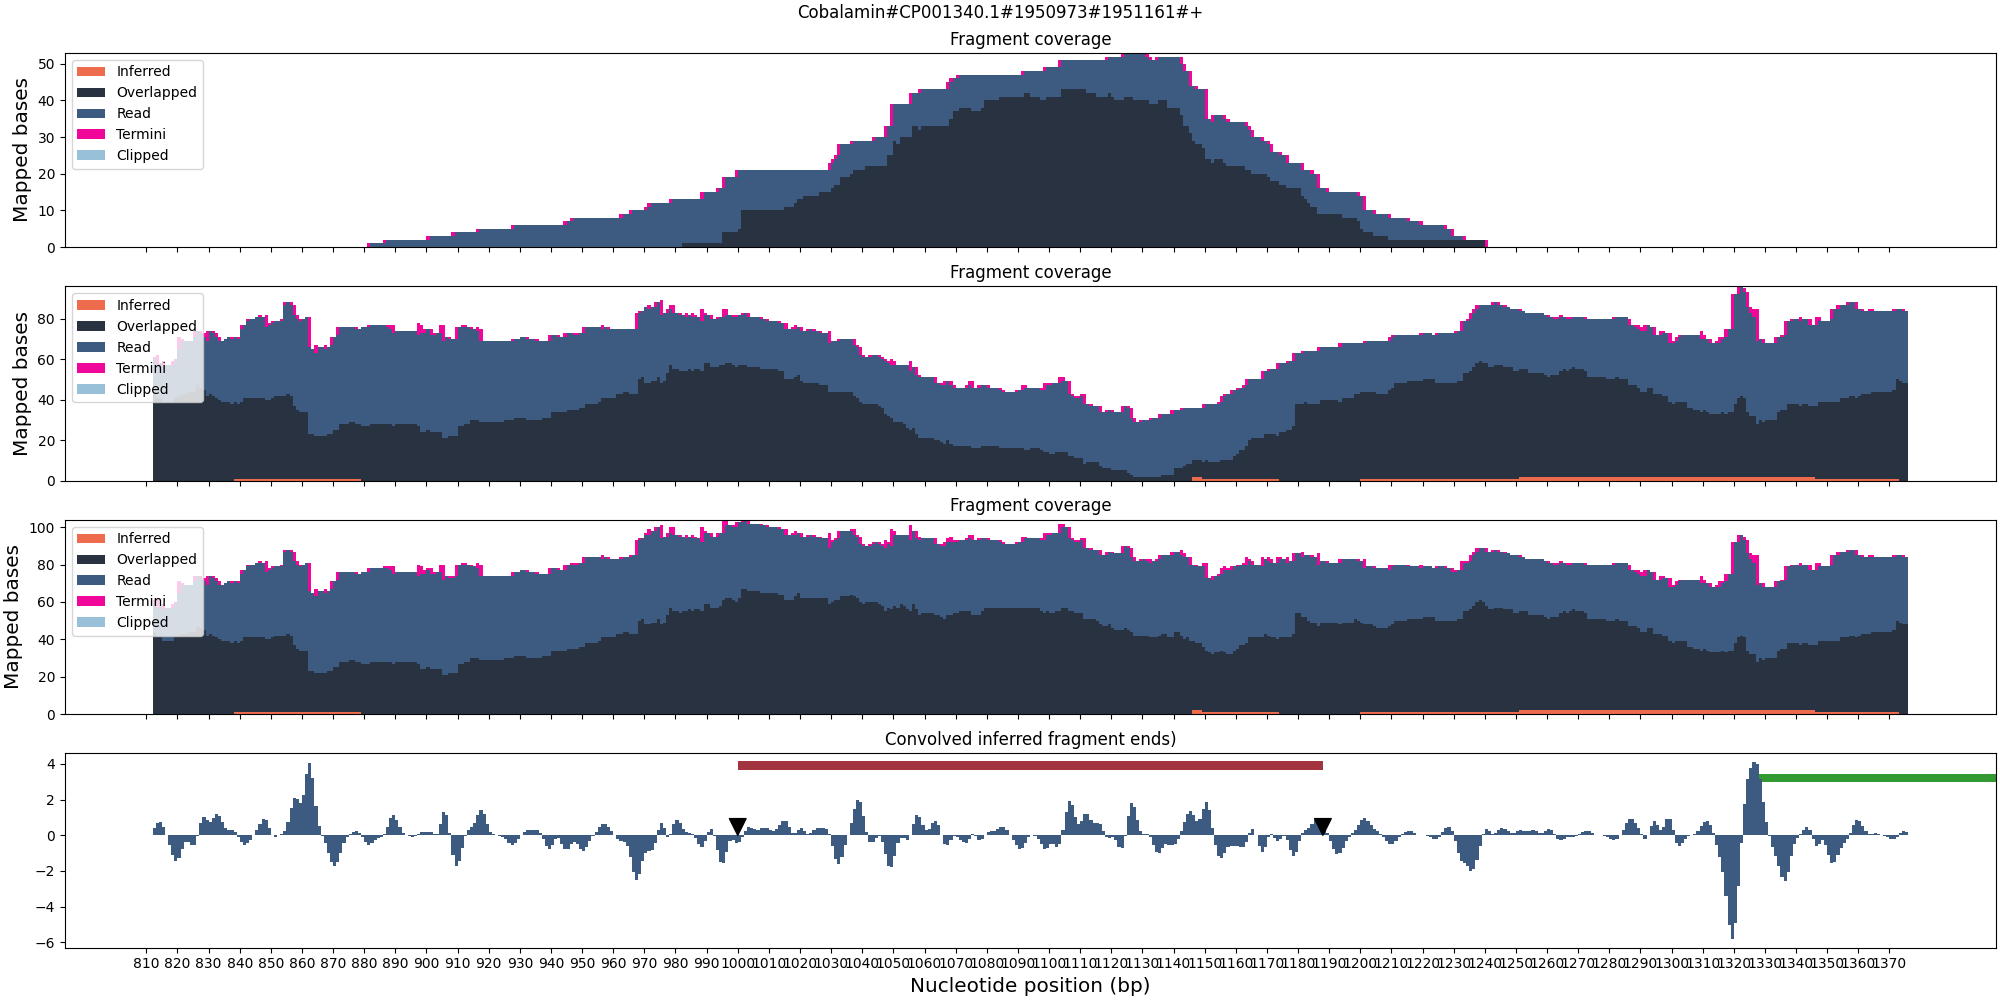 Cobalamin#CP001340.1#1950973#1951161#+
Fragment coverage
Mapped bases
50
40
30
20
10
0
Inferred
Overlapped
Read
Termini
Clipped
Fragment coverage
Mapped bases
80
60
40
20
0
Inferred
Overlapped
Read
Termini
Clipped
Fragment coverage
Mapped bases
100
80
60
40
20
0
Inferred
Overlapped
Read
Termini
Clipped
Convolved inferred fragment ends)
4
2
0
−2
−4
−6
810 820 830 840 850 860 870 880 890 900 910 920 930 940 950 960 970 980 990 1000 1010 1020 1030 1040 1050 1060 1070 1080 1090 1100 1110 1120 1130 1140 1150 1160 1170 1180 1190 1200 1210 1220 1230 1240 1250 1260 1270 1280 1290 1300 1310 1320 1330 1340 1350 1360 1370
Nucleotide position (bp)